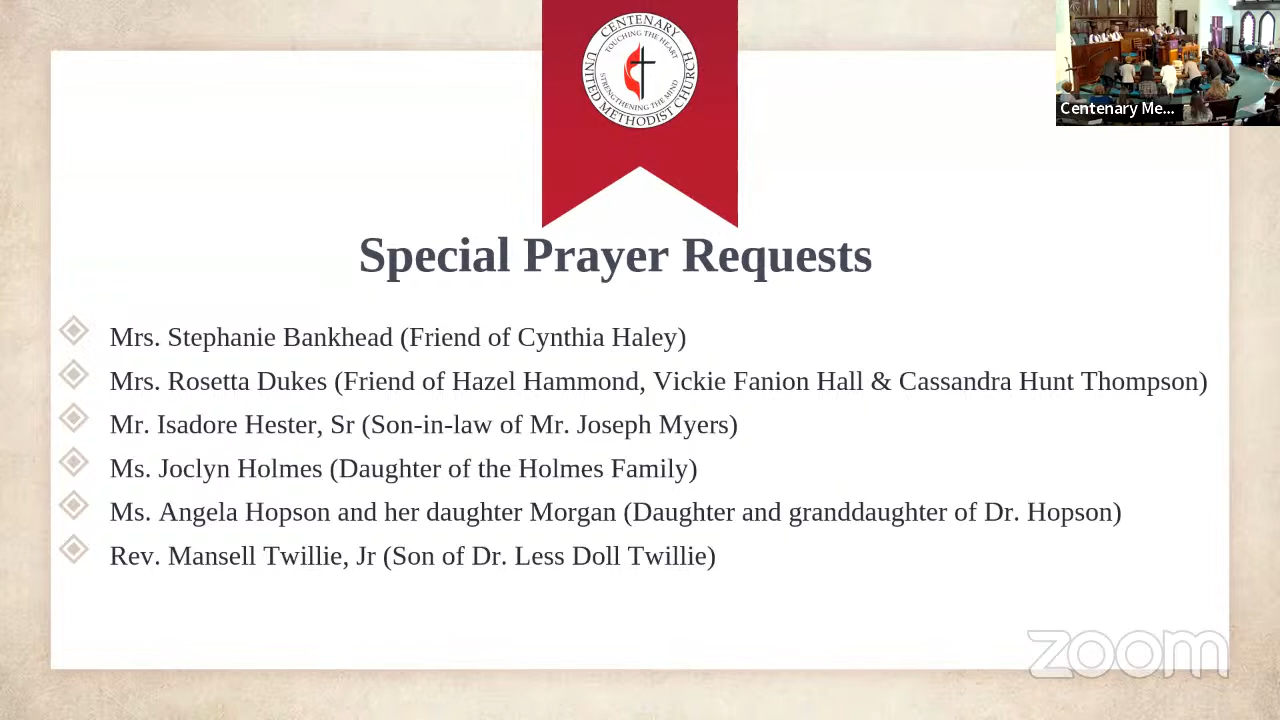 CENTENARY
TOUCHING THE HEART
STRENGTHENING THE MIND
UNITED METHODIST CHURCH
Centenary Me...
Special Prayer Requests
Mrs. Stephanie Bankhead (Friend of Cynthia Haley)
Mrs. Rosetta Dukes (Friend of Hazel Hammond, Vickie Fanion Hall & Cassandra Hunt Thompson)
Mr. Isadore Hester, Sr (Son-in-law of Mr. Joseph Myers)
Ms. Joclyn Holmes (Daughter of the Holmes Family)
Ms. Angela Hopson and her daughter Morgan (Daughter and granddaughter of Dr. Hopson)
Rev. Mansell Twillie, Jr (Son of Dr. Less Doll Twillie)
zoom